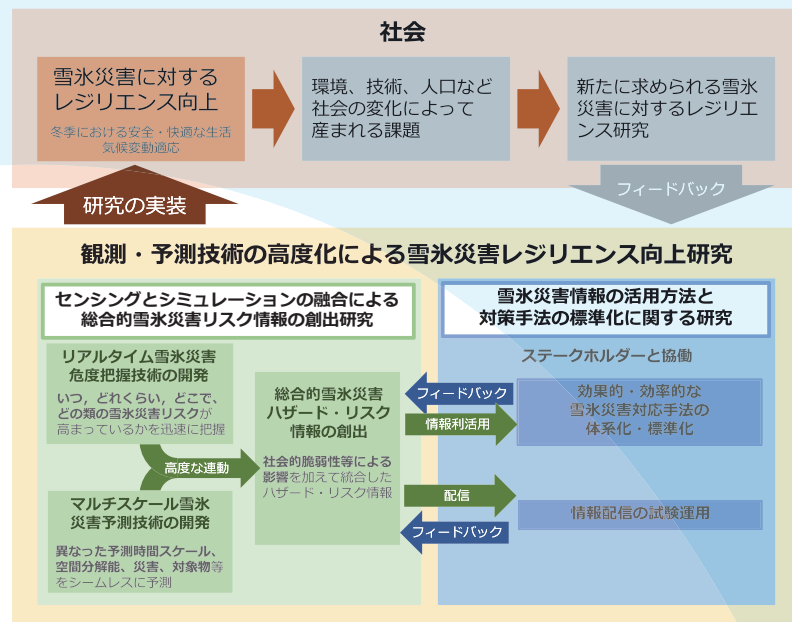 社会
雪氷災害に対する
レジリエンス向上
冬季における安全・快適な生活
気候変動適応
環境、技術、人口など
社会の変化によって
産まれる課題
新たに求められる雪氷
災害に対するレジリエ
ンス研究
研究の実装
フィードバック
観測・予測技術の高度化による雪氷災害レジリエンス向上研究
センシングとシミュレーションの融合による
総合的雪氷災害リスク情報の創出研究
リアルタイム雪氷災害
危度把握技術の開発
いつ，どれくらい，どこで、
どの類の雪氷災害リスクが
高まっているかを迅速に把握
高度な連動
マルチスケール雪氷
災害予測技術の開発
異なった予測時間スケール、
空間分解能、災害、対象物等
をシームレスに予測
総合的雪氷災害
ハザード・リスク
情報の創出
社会的脆弱性等による
影響を加えて統合した
ハザード・リスク情報
雪氷災害情報の活用方法と
対策手法の標準化に関する研究
ステークホルダーと協働
フィードバック
情報利活用
効果的・効率的な
雪氷災害対応手法の
体系化・標準化
配信
フィードバック
情報配信の試験運用